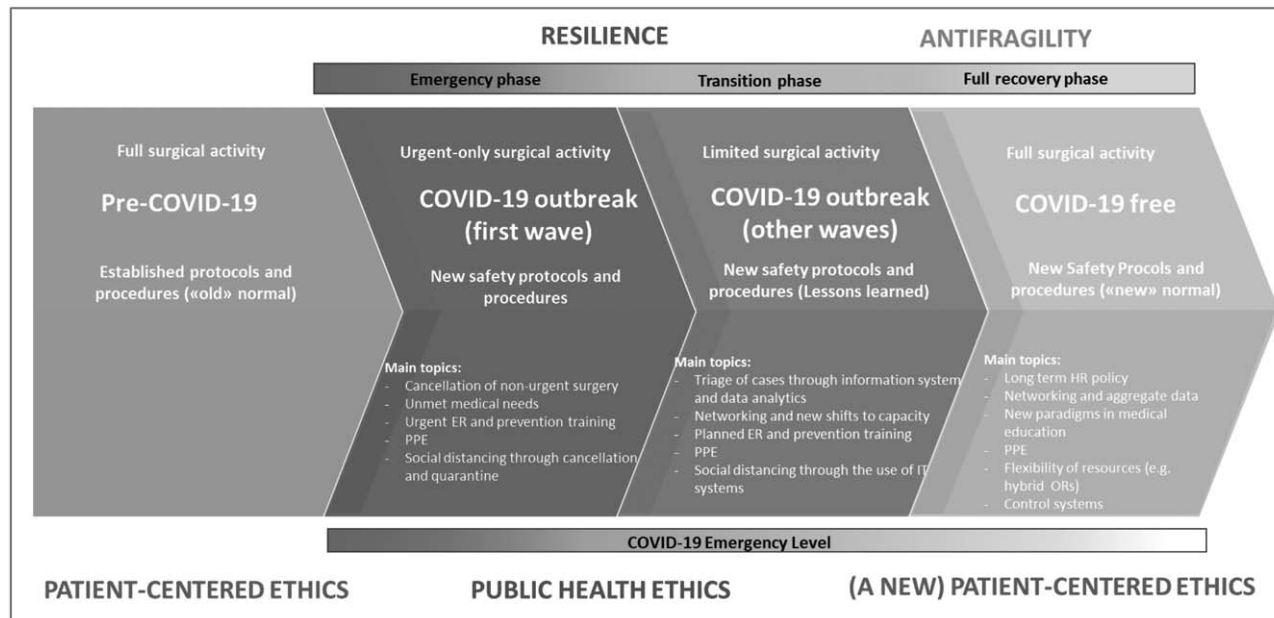 RESILIENCE
ANTIFRAGILITY
Emergency phase
Transition phase
Full recovery phase
Full surgical activity
Pre-COVID-19
Established protocols and
procedures («old» normal)
Urgent-only surgical activity
COVID-19 outbreak
(first wave)
New safety protocols and
procedures
Main topics:
- Cancellation of non-urgent surgery
- Unmet medical needs
- Urgent ER and prevention training
- PPE
- Social distancing through cancellation
and quarantine
Limited surgical activity
COVID-19 outbreak
(other waves)
New safety protocols and
procedures (Lessons learned)
Main topics:
- Triage of cases through information system
and data analytics
- Networking and new shifts to capacity
- Planned ER and prevention training
- PPE
- Social distancing through the use of IT
systems
Full surgical activity
COVID-19 free
New Safety Procols and
procedures («new» normal)
Main topics:
- Long term HR policy
- Networking and aggregate data
- New paradigms in medical
education
- PPE
- Flexibility of resources (e.g.
hybrid ORs)
- Control systems
COVID-19 Emergency Level
PATIENT-CENTERED ETHICS
PUBLIC HEALTH ETHICS
(A NEW) PATIENT-CENTERED ETHICS